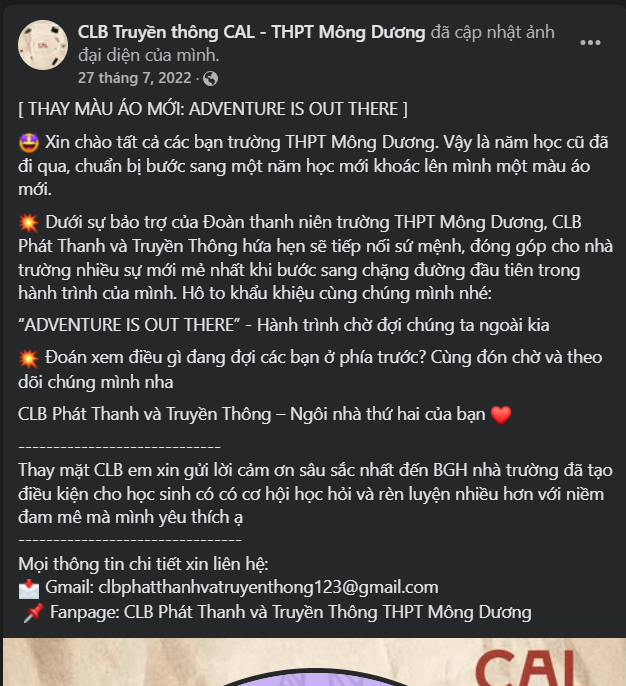 CAL
CLB Truyền thông CAL - THPT Mông Dương đã cập nhật ảnh
đại diện của mình.
27 tháng 7, 2022 ·
[ THAY MÀU ÁO MỚI: ADVENTURE IS OUT THERE ]
🤩 Xin chào tất cả các bạn trường THPT Mông Dương. Vậy là năm học cũ đã
đi qua, chuẩn bị bước sang một năm học mới khoác lên mình một màu áo
mới.
💥 Dưới sự bảo trợ của Đoàn thanh niên trường THPT Mông Dương, CLB
Phát Thanh và Truyền Thông hứa hẹn sẽ tiếp nối sứ mệnh, đóng góp cho nhà
trường nhiều sự mới mẻ nhất khi bước sang chặng đường đầu tiên trong
hành trình của mình. Hô to khẩu khiệu cùng chúng mình nhé:
“ADVENTURE IS OUT THERE” - Hành trình chờ đợi chúng ta ngoài kia
💥 Đoán xem điều gì đang đợi các bạn ở phía trước? Cùng đón chờ và theo
dõi chúng mình nha
CLB Phát Thanh và Truyền Thông – Ngôi nhà thứ hai của bạn ❤️
-----------------------------
Thay mặt CLB em xin gửi lời cảm ơn sâu sắc nhất đến BGH nhà trường đã tạo
điều kiện cho học sinh có có cơ hội học hỏi và rèn luyện nhiều hơn với niềm
đam mê mà mình yêu thích ạ
--------------------------------
Mọi thông tin chi tiết xin liên hệ:
📩 Gmail: clbphatthanhvatruyenthong123@gmail.com
📌 Fanpage: CLB Phát Thanh và Truyền Thông THPT Mông Dương
CAL